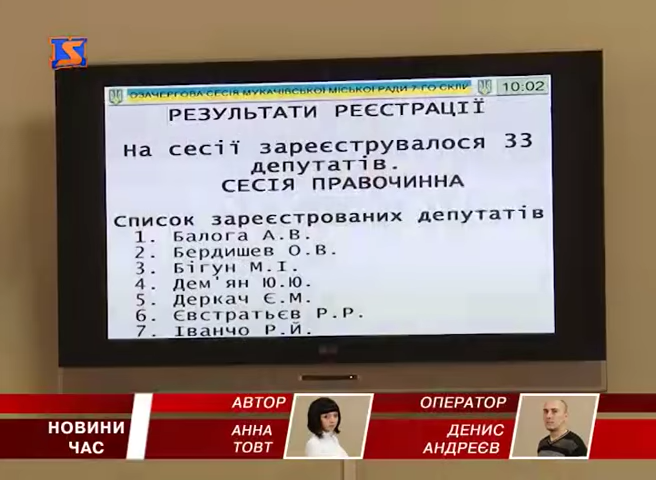 S
ОЗАЧЕРГОВА СЕСІЯ МУКАЧІВСЬКОЇ МІСЬКОЇ РАДИ 7-ГО СКЛИ
10:02
РЕЗУЛЬТАТИ РЕЄСТРАЦІЇ
На сесії зареєструвалося 33
депутатів.
СЕСІЯ ПРАВОЧИННА
Список зареєстрованих депутатів
1. Балога А.В.
2. Бердишев О.В.
3. Бігун М.І.
4. Дем'ян Ю.Ю.
5. Деркач Є.М.
6. Євстратьєв Р.Р.
7. Іванчо Р.Й.
НОВИНИ
ЧАС
АВТОР
АННА
ТОВТ
ОПЕРАТОР
ДЕНИС
АНДРЕЄВ